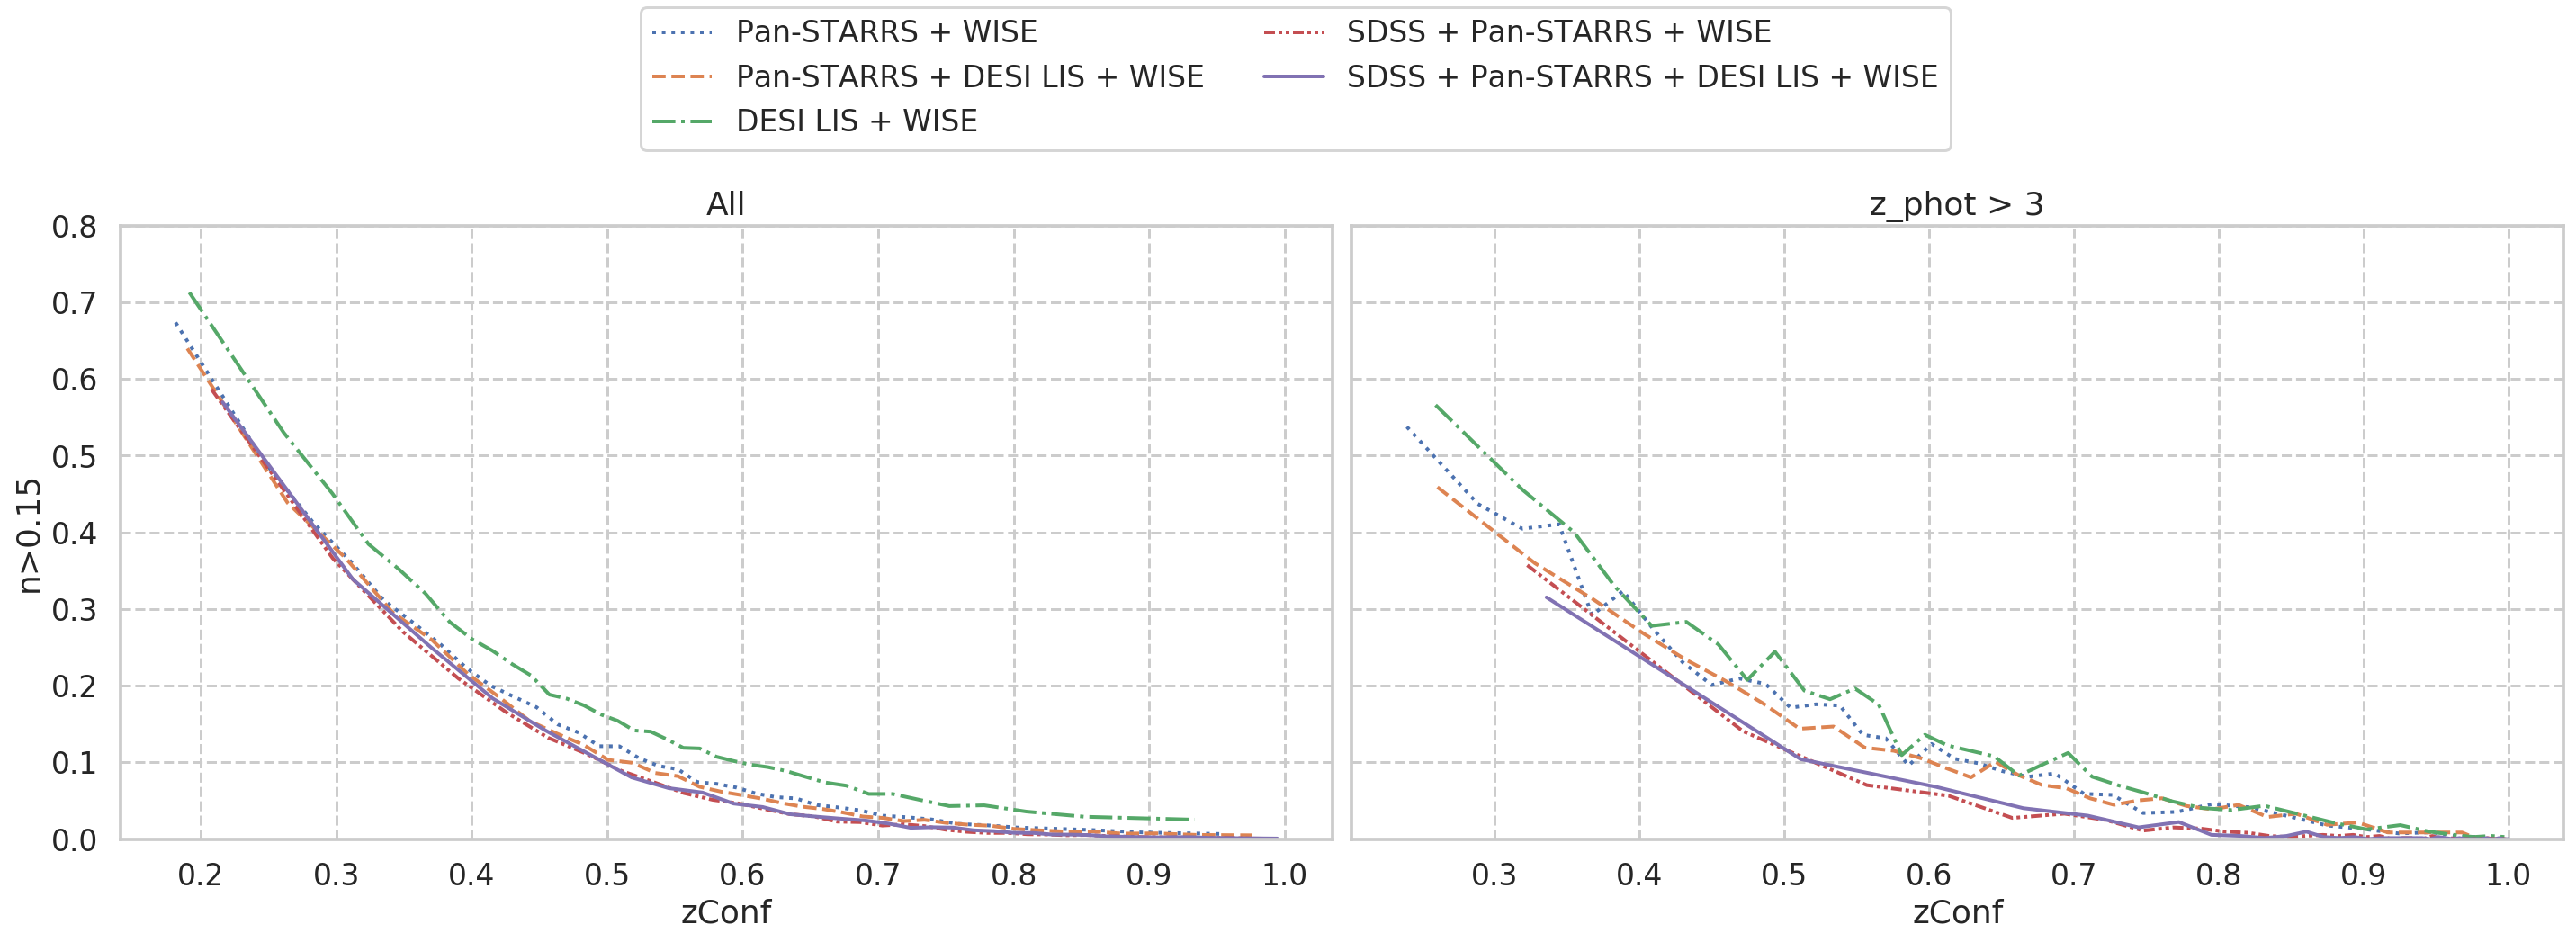 Pan-STARRS + WISE
Pan-STARRS + DESI LIS + WISE
DESI LIS + WISE
SDSS + Pan-STARRS + WISE
SDSS + Pan-STARRS + DESI LIS + WISE
All
z_phot > 3
n>0.15
0.8
0.7
0.6
0.5
0.4
0.3
0.2
0.1
0.0
0.2 0.3 0.4 0.5 0.6 0.7 0.8 0.9 1.0
zConf
0.3 0.4 0.5 0.6 0.7 0.8 0.9 1.0
zConf